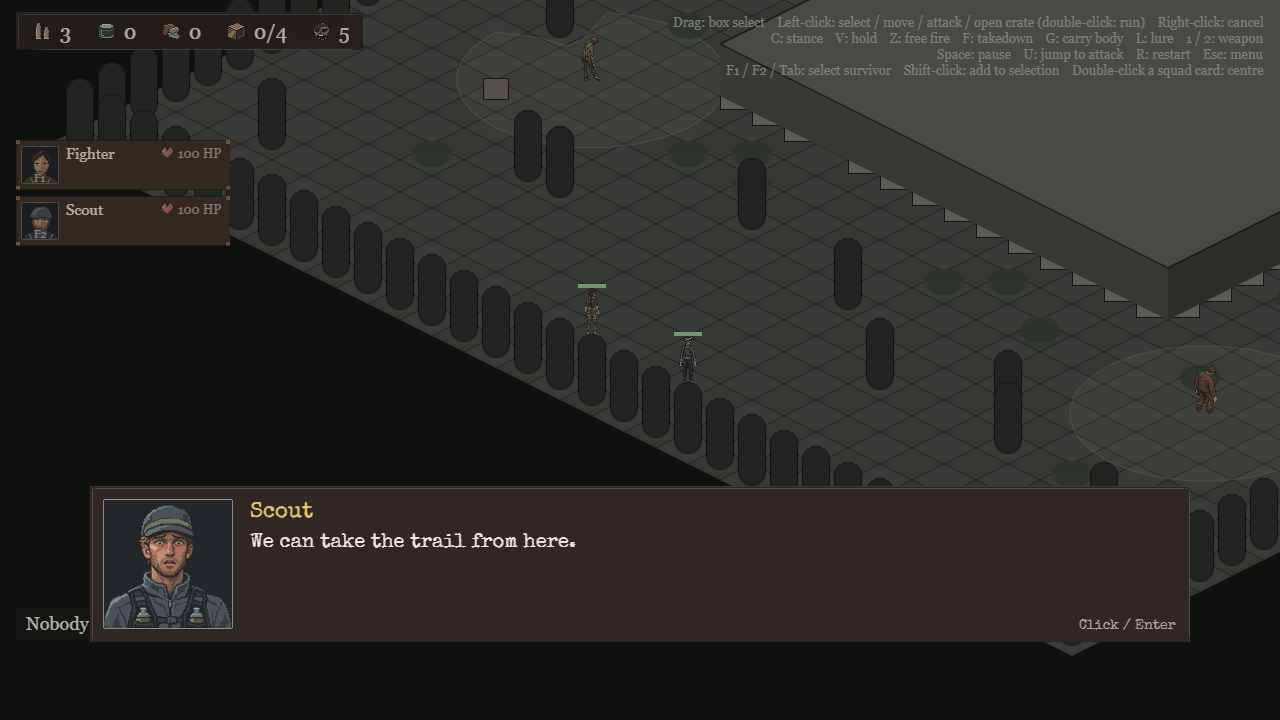 3 0 0 0/4 5
Drag: box select Left-click: select / move / attack / open crate (double-click: run) Right-click: cancel
C: stance V: hold Z: free fire F: takedown G: carry body L: lure 1 / 2: weapon
Space: pause U: jump to attack R: restart Esc: menu
F1 / F2 / Tab: select survivor Shift-click: add to selection Double-click a squad card: centre
Fighter 100 HP
F1
Scout 100 HP
F2
Scout
We can take the trail from here.
Nobody
Click / Enter